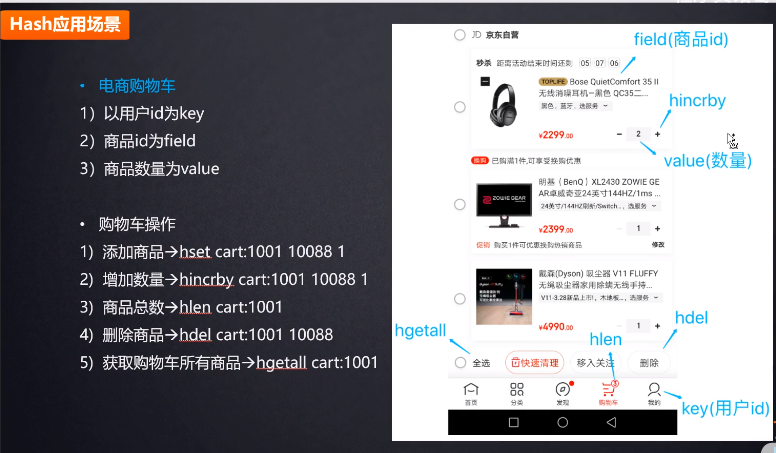 Hash应用场景
• 电商购物车
1）以用户id为key
2）商品id为field
3）商品数量为value
• 购物车操作
1）添加商品→hset cart:1001 10088 1
2）增加数量→hincrby cart:1001 10088 1
3）商品总数→hlen cart:1001
4）删除商品→hdel cart:1001 10088
5）获取购物车所有商品→hgetall cart:1001
JD 京东自营
field(商品id)
秒杀 距离活动结束时间还剩 05 07 06
TOPLIFE Bose QuietComfort 35 II
无线消噪耳机—黑色 QC35二...
黑色，蓝牙，选服务
hincrby
¥2299.00
− 2 +
value(数量)
换购 已购满1件,可享受换购优惠
明基（BenQ）XL2430 ZOWIE GE
AR卓威奇亚24英寸144HZ/1ms ...
ZOWIE GEAR
24英寸/144HZ刷新/Switch...，选服务
¥2399.00
− 1 +
促销 购买1件可优惠换购热销商品
修改
戴森(Dyson) 吸尘器 V11 FLUFFY
无绳吸尘器家用除螨无线手持...
V11-3.28新品上市!，木地板...，选服务
¥4990.00
− 1 +
hgetall
hlen
hdel
全选
快速清理
移入关注
删除
3
首页
分类
发现
购物车
我的
key(用户id)